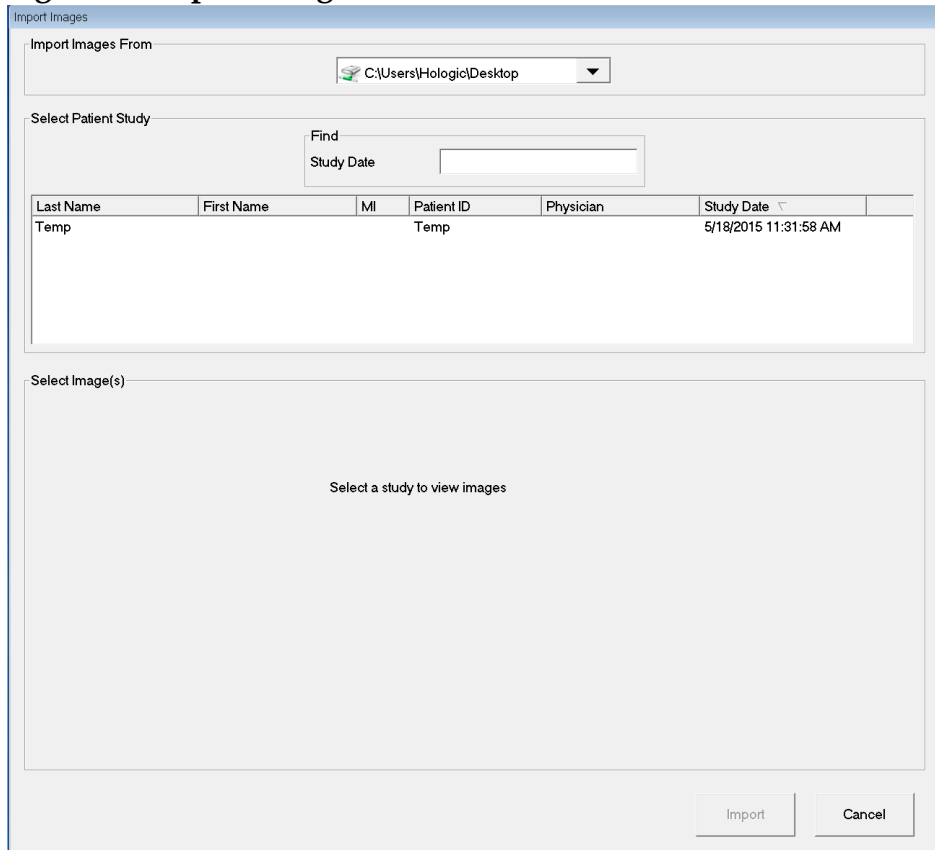 Import Images
Import Images From
C:\Users\Hologic\Desktop
Select Patient Study
Find
Study Date
Last Name First Name MI Patient ID Physician Study Date
Temp Temp 5/18/2015 11:31:58 AM
Select Image(s)
Select a study to view images
Import Cancel